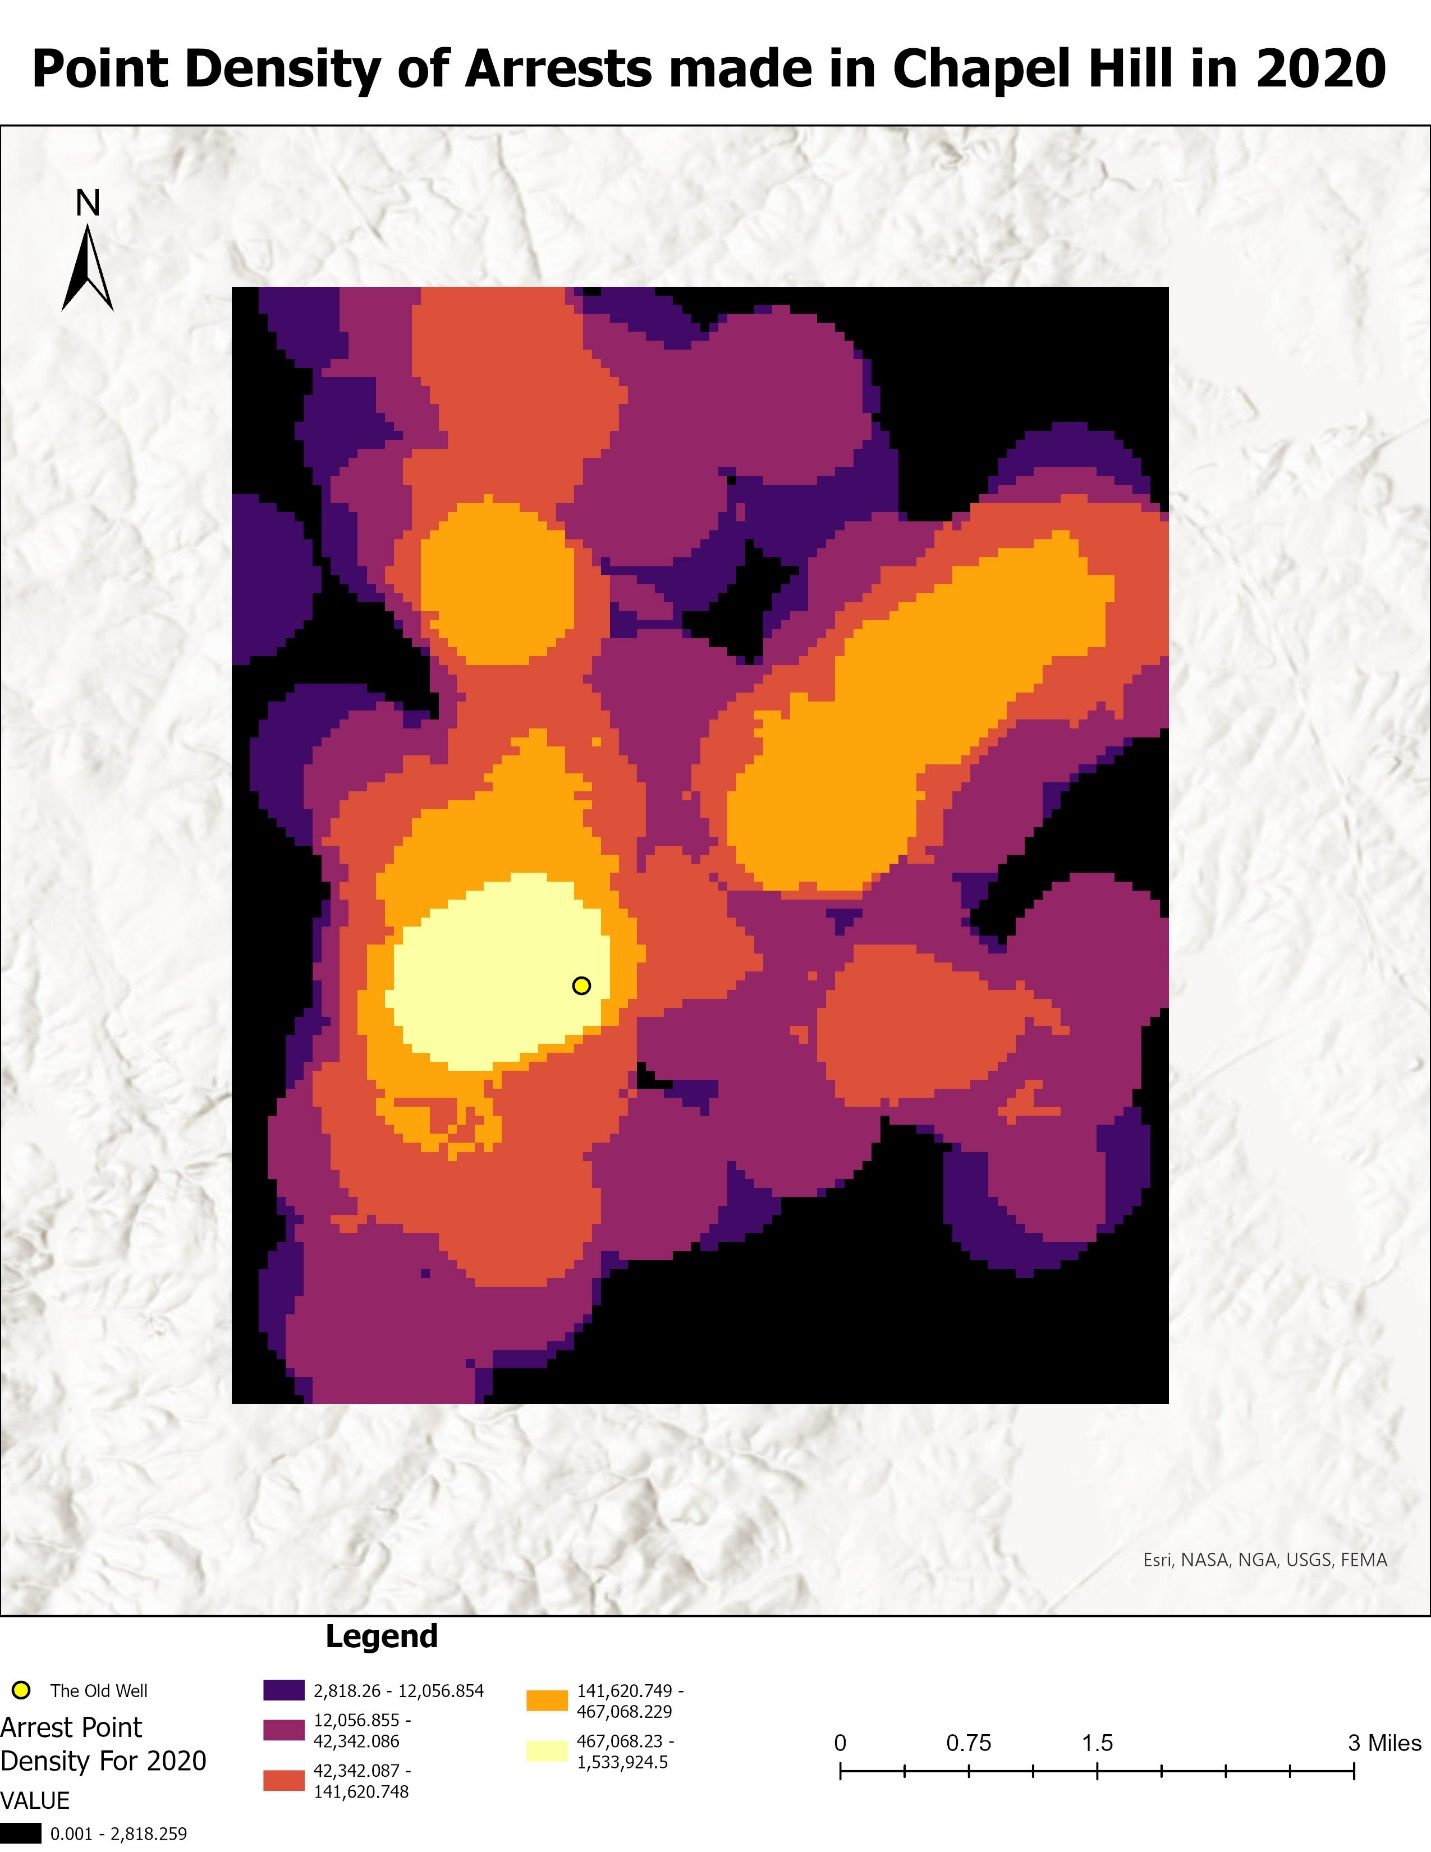 Point Density of Arrests made in Chapel Hill in 2020
N
Esri, NASA, NGA, USGS, FEMA
Legend
The Old Well
Arrest Point
Density For 2020
VALUE
0.001 - 2,818.259
2,818.26 - 12,056.854
12,056.855 -
42,342.086
42,342.087 -
141,620.748
141,620.749 -
467,068.229
467,068.23 -
1,533,924.5
0 0.75 1.5 3 Miles